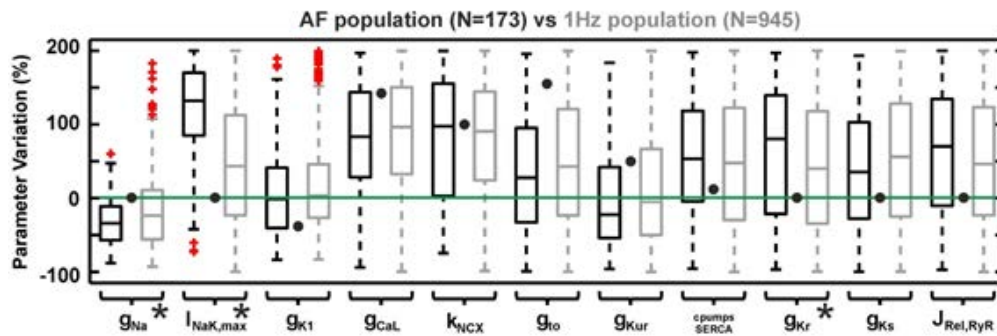 AF population (N=173) vs 1Hz population (N=945)
Parameter Variation (%)
200
100
0
-100
gNa* INaK,max* gK1 gCaL kNCX gto gKur cpumps SERCA gKr* gKs JRel,RyR